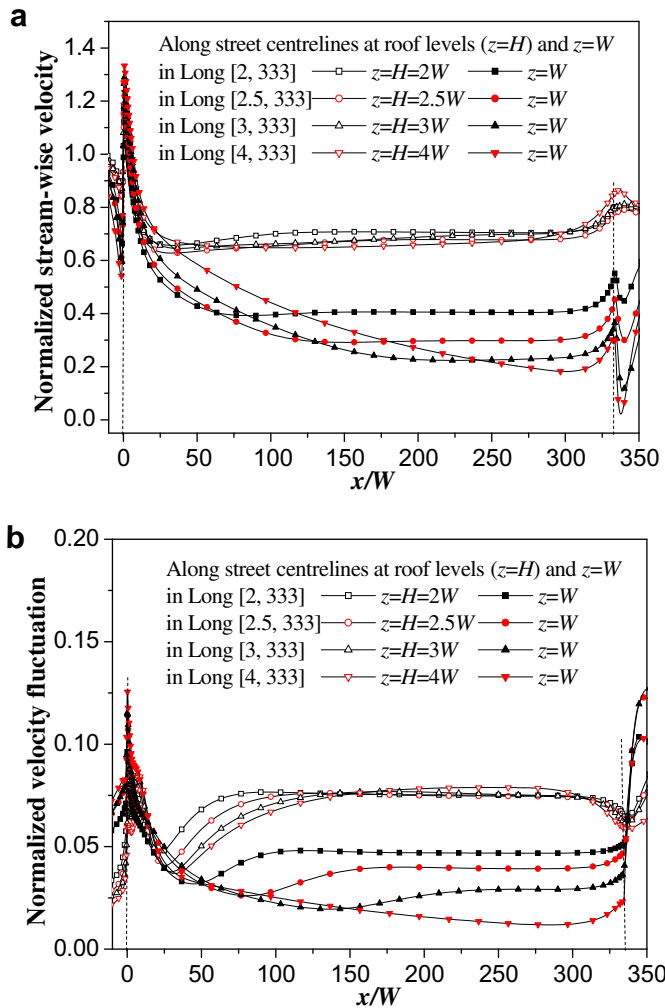 a
Along street centrelines at roof levels (z=H) and z=W
in Long [2, 333] z=H=2W z=W
in Long [2.5, 333] z=H=2.5W z=W
in Long [3, 333] z=H=3W z=W
in Long [4, 333] z=H=4W z=W
Normalized stream-wise velocity
1.4
1.2
1.0
0.8
0.6
0.4
0.2
0.0
0 50 100 150 200 250 300 350
x/W
b
Along street centrelines at roof levels (z=H) and z=W
in Long [2, 333] z=H=2W z=W
in Long [2.5, 333] z=H=2.5W z=W
in Long [3, 333] z=H=3W z=W
in Long [4, 333] z=H=4W z=W
Normalized velocity fluctuation
0.20
0.15
0.10
0.05
0.00
0 50 100 150 200 250 300 350
x/W